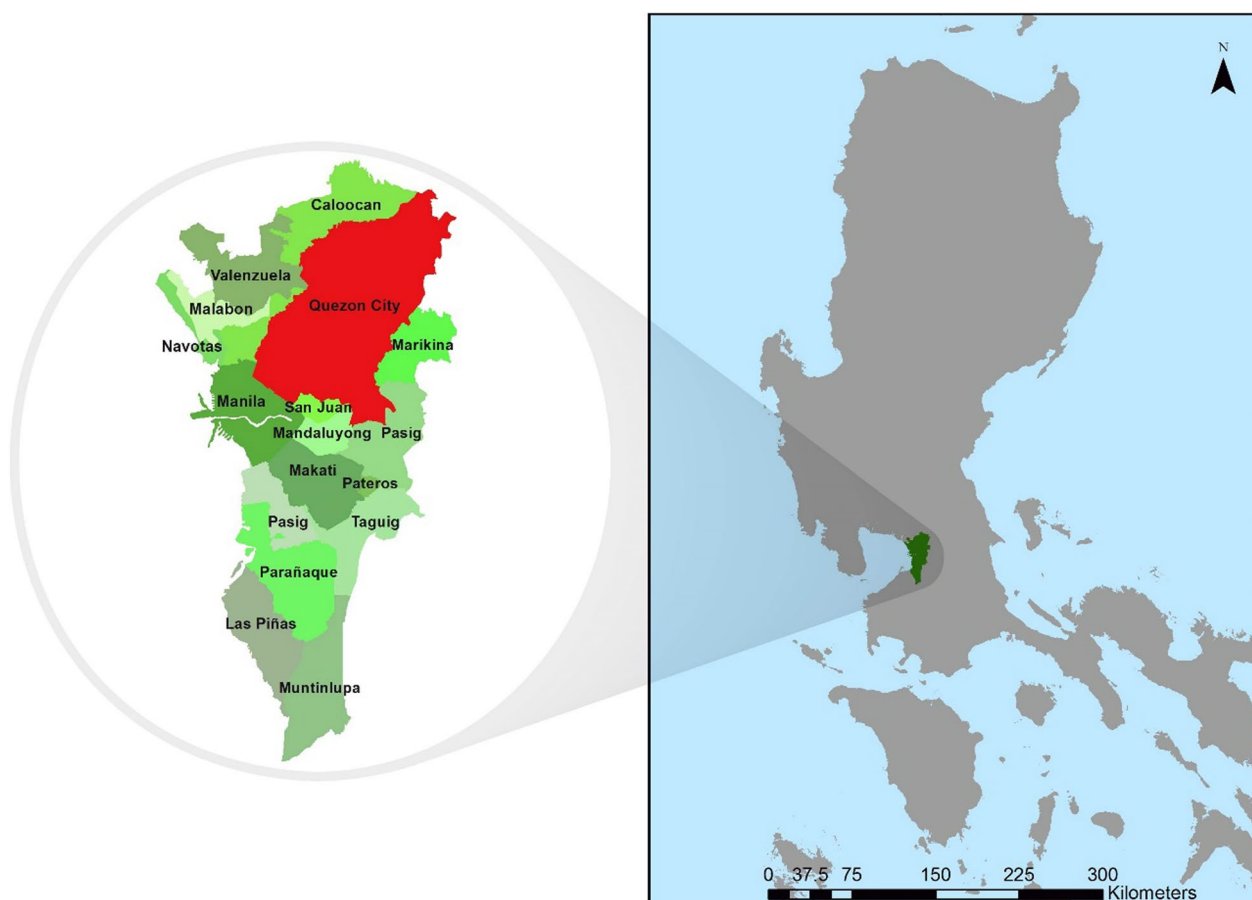 Caloocan
Valenzuela
Quezon City
Malabon
Navotas
Marikina
Manila
San Juan
Mandaluyong
Pasig
Makati
Pateros
Pasig
Taguig
Parañaque
Las Piñas
Muntinlupa
N
0 37.5 75 150 225 300
Kilometers